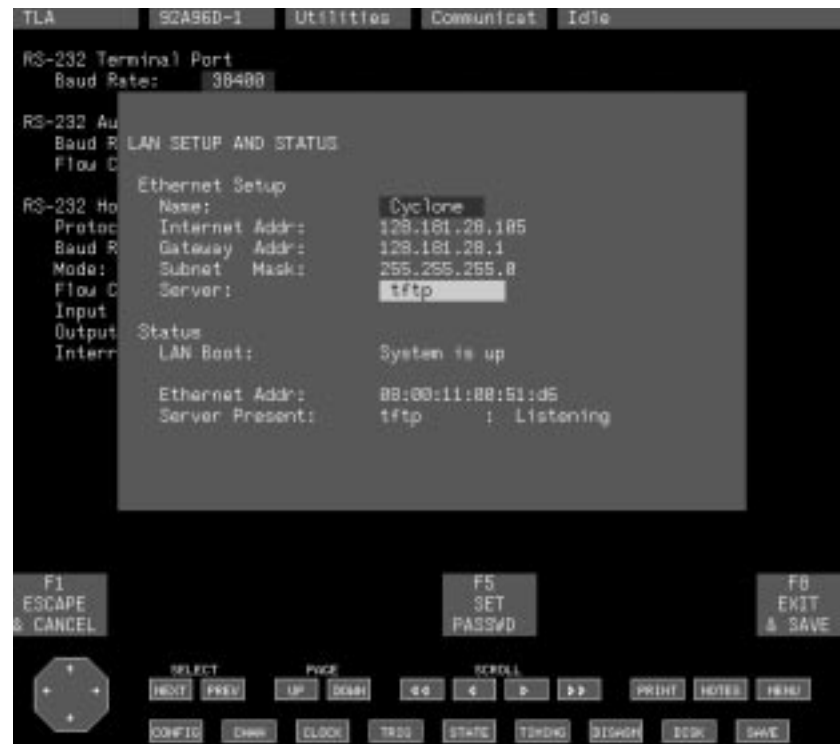 TLA 92A96D-1 Utilities Communicat Idle
RS-232 Terminal Port
Baud Rate: 38400
RS-232 Au
Baud R
Flow C
RS-232 Ho
Protoc
Baud R
Mode:
Flow C
Input
Output
Interr
LAN SETUP AND STATUS
Ethernet Setup
Name: Cyclone
Internet Addr: 128.181.28.105
Gateway Addr: 128.181.28.1
Subnet Mask: 255.255.255.0
Server: tftp
Status
LAN Boot: System is up
Ethernet Addr: 08:00:11:00:51:d6
Server Present: tftp : Listening
F1 F5 F8
ESCAPE SET EXIT
& CANCEL PASSWD & SAVE
SELECT PAGE SCROLL
NEXT PREV UP DOWN PRINT NOTES MENU
CONFIG CHAN CLOCK TRIG STATE TIMING DISASM DISK SAVE